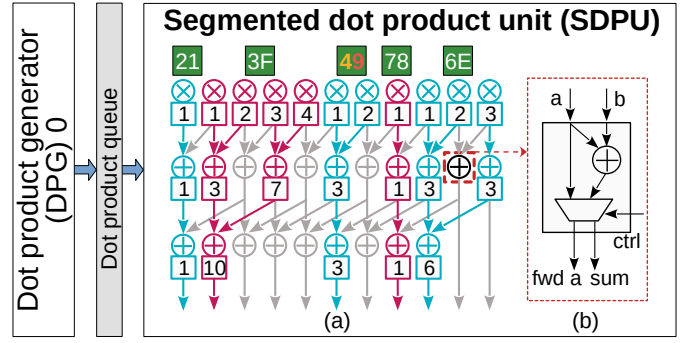 Segmented dot product unit (SDPU)
Dot product generator
(DPG) 0
Dot product queue
21 3F 49 78 6E
1 1 2 3 4 1 2 1 1 2 3
1 3 7 3 1 3 3
1 10 3 1 6
(a)
a b
ctrl
fwd a sum
(b)